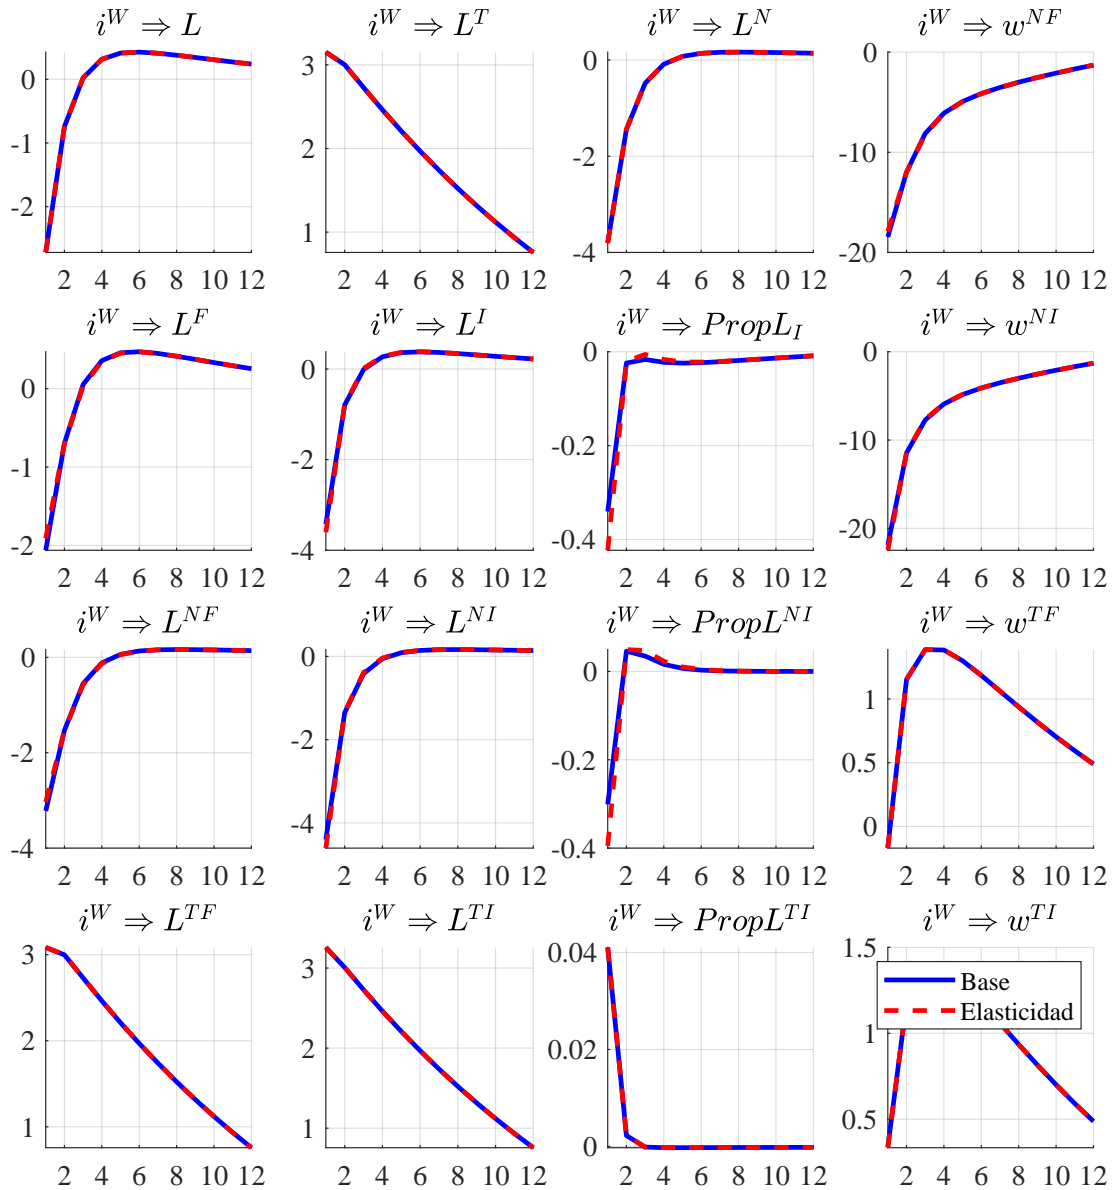 i^W ⇒ L
i^W ⇒ L^T
i^W ⇒ L^N
i^W ⇒ w^{NF}
0
-1
-2
2 4 6 8 10 12
3
2
1
2 4 6 8 10 12
0
-2
-4
2 4 6 8 10 12
0
-10
-20
2 4 6 8 10 12
i^W ⇒ L^F
i^W ⇒ L^I
i^W ⇒ PropL_I
i^W ⇒ w^{NI}
0
-1
-2
2 4 6 8 10 12
0
-2
-4
2 4 6 8 10 12
0
-0.2
-0.4
2 4 6 8 10 12
0
-10
-20
2 4 6 8 10 12
i^W ⇒ L^{NF}
i^W ⇒ L^{NI}
i^W ⇒ PropL^{NI}
i^W ⇒ w^{TF}
0
-2
-4
2 4 6 8 10 12
0
-2
-4
2 4 6 8 10 12
0
-0.2
-0.4
2 4 6 8 10 12
1
0.5
0
2 4 6 8 10 12
i^W ⇒ L^{TF}
i^W ⇒ L^{TI}
i^W ⇒ PropL^{TI}
i^W ⇒ w^{TI}
3
2
1
2 4 6 8 10 12
3
2
1
2 4 6 8 10 12
0.04
0.02
0
2 4 6 8 10 12
1.5
1
0.5
2 4 6 8 10 12
Base
Elasticidad